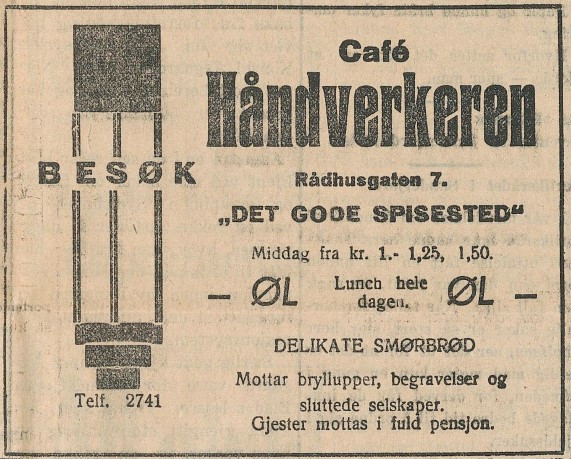 Café
Håndverkeren
BESØK
Rådhusgaten 7.
„DET GODE SPISESTED"
Middag fra kr. 1.- 1,25, 1,50.
— ØL Lunch hele dagen. ØL —
DELIKATE SMØRBRØD
Mottar bryllupper, begravelser og
sluttede selskaper.
Gjester mottas i fuld pensjon.
Telf. 2741